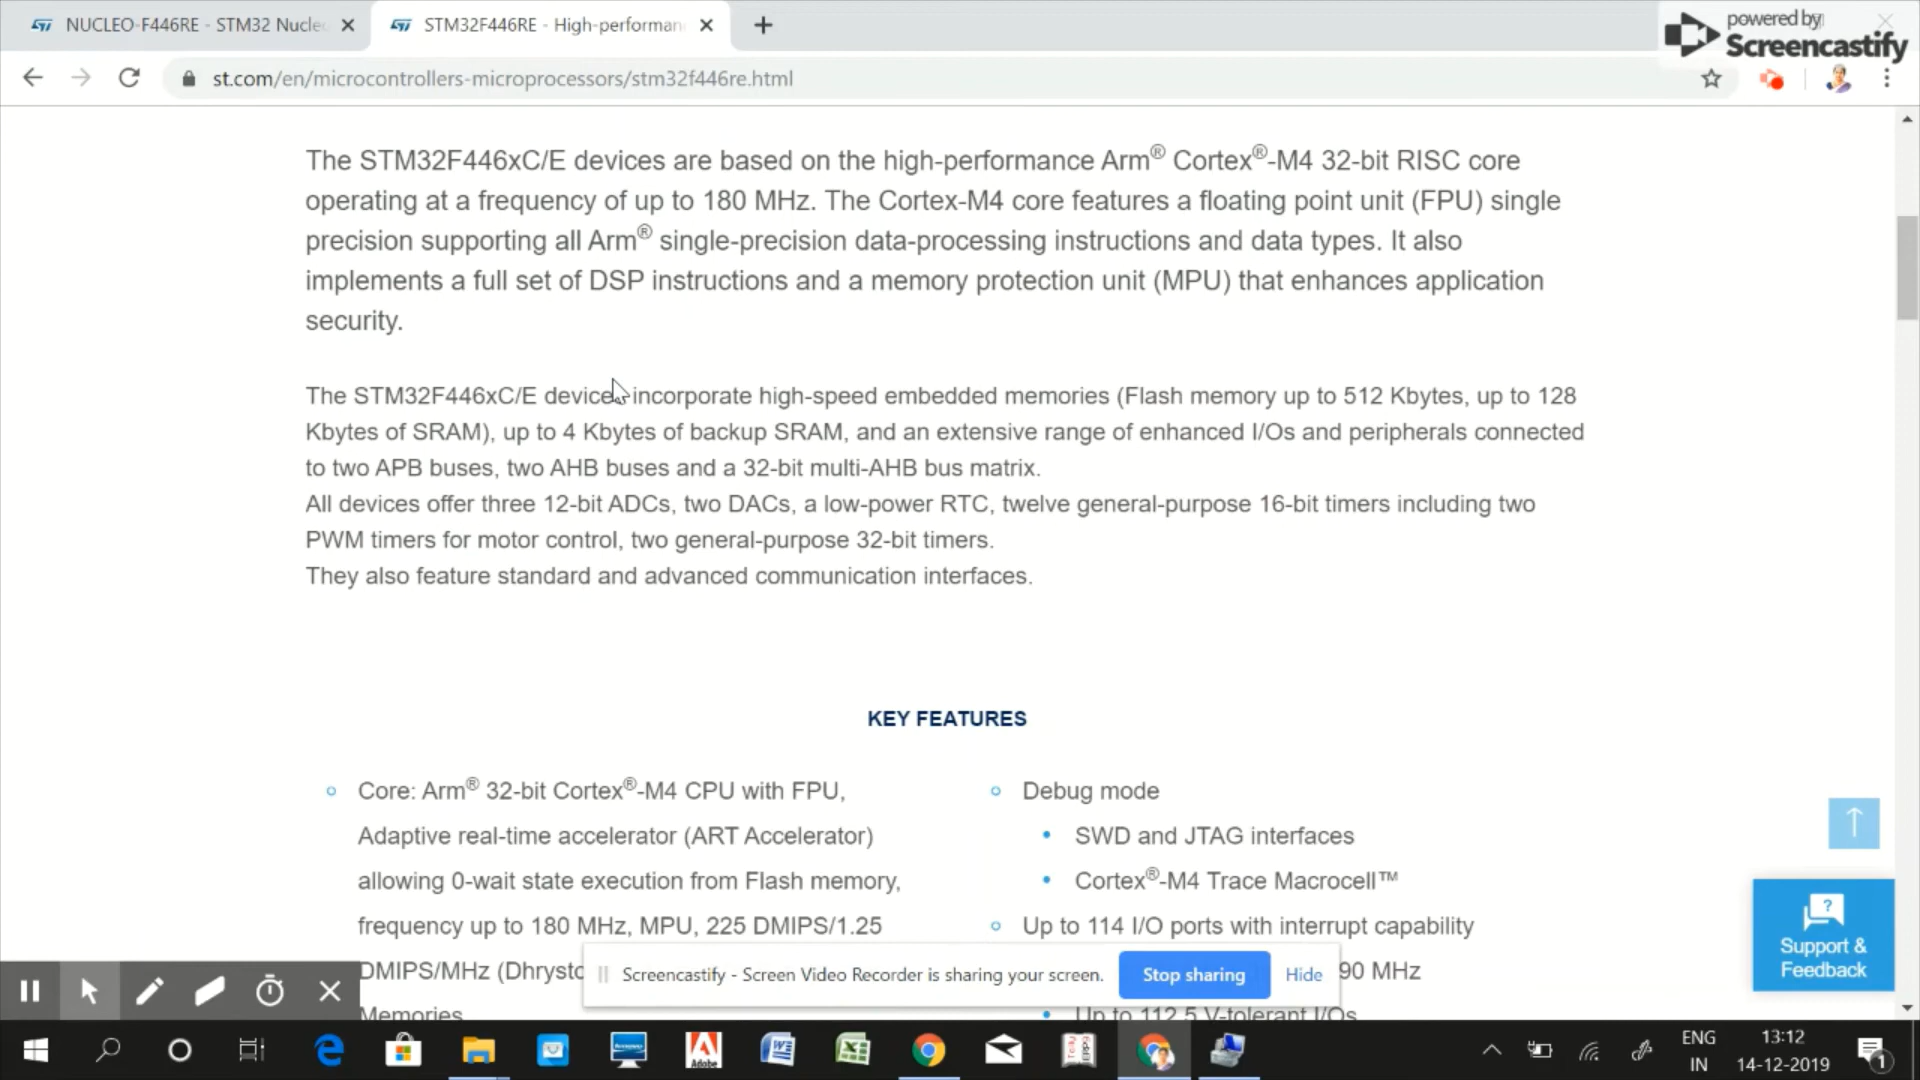 NUCLEO-F446RE - STM32 Nucle
STM32F446RE - High-performan
powered by
Screencastify
st.com/en/microcontrollers-microprocessors/stm32f446re.html
The STM32F446xC/E devices are based on the high-performance Arm® Cortex®-M4 32-bit RISC core
operating at a frequency of up to 180 MHz. The Cortex-M4 core features a floating point unit (FPU) single
precision supporting all Arm® single-precision data-processing instructions and data types. It also
implements a full set of DSP instructions and a memory protection unit (MPU) that enhances application
security.
The STM32F446xC/E devices incorporate high-speed embedded memories (Flash memory up to 512 Kbytes, up to 128
Kbytes of SRAM), up to 4 Kbytes of backup SRAM, and an extensive range of enhanced I/Os and peripherals connected
to two APB buses, two AHB buses and a 32-bit multi-AHB bus matrix.
All devices offer three 12-bit ADCs, two DACs, a low-power RTC, twelve general-purpose 16-bit timers including two
PWM timers for motor control, two general-purpose 32-bit timers.
They also feature standard and advanced communication interfaces.
KEY FEATURES
Core: Arm® 32-bit Cortex®-M4 CPU with FPU,
Adaptive real-time accelerator (ART Accelerator)
allowing 0-wait state execution from Flash memory,
frequency up to 180 MHz, MPU, 225 DMIPS/1.25
DMIPS/MHz (Dhrysto
Memories
Debug mode
SWD and JTAG interfaces
Cortex®-M4 Trace Macrocell™
Up to 114 I/O ports with interrupt capability
90 MHz
Up to 112 5 V-tolerant I/Os
Support &
Feedback
Screencastify - Screen Video Recorder is sharing your screen.
Stop sharing
Hide
Adobe
ENG
IN
13:12
14-12-2019
1